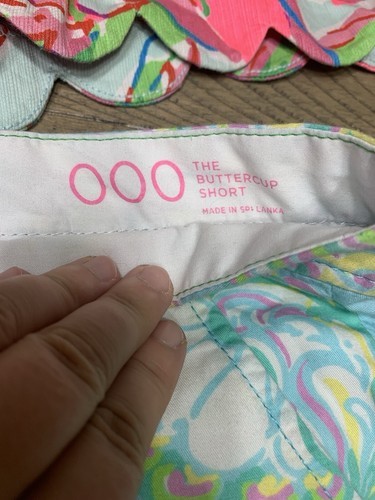 000 THE
BUTTERCUP
SHORT
MADE IN SRI LANKA